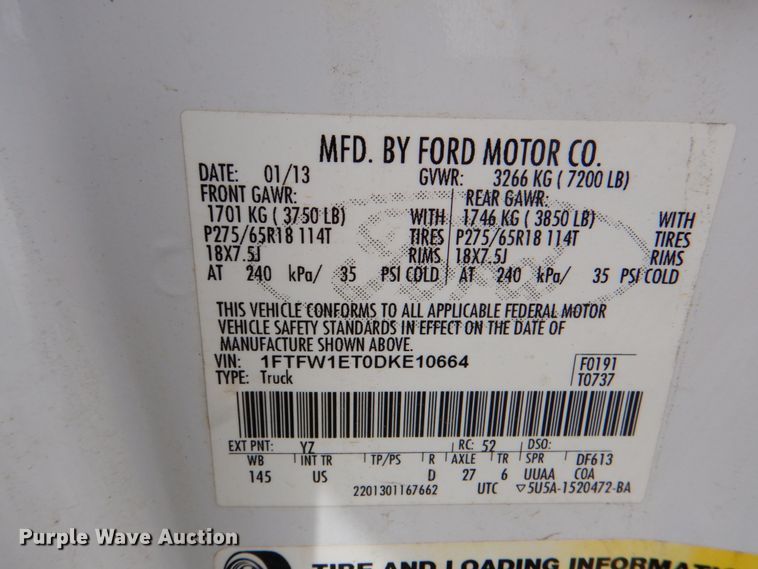 MFD. BY FORD MOTOR CO.
DATE: 01/13 GVWR: 3266 KG ( 7200 LB)
FRONT GAWR: REAR GAWR:
1701 KG ( 3750 LB) WITH 1746 KG ( 3850 LB) WITH
P275/65R18 114T TIRES P275/65R18 114T TIRES
18X7.5J RIMS 18X7.5J RIMS
AT 240 kPa/ 35 PSI COLD AT 240 kPa/ 35 PSI COLD
THIS VEHICLE CONFORMS TO ALL APPLICABLE FEDERAL MOTOR
VEHICLE SAFETY STANDARDS IN EFFECT ON THE DATE OF
MANUFACTURE SHOWN ABOVE.
VIN: 1FTFW1ET0DKE10664 F0191
TYPE: Truck T0737
EXT PNT: YZ RC: 52 DSO:
WB INT TR TP/PS R AXLE TR SPR DF613
145 US D 27 6 UUAA COA
2201301167662 UTC ▽5U5A-1520472-BA
Purple Wave Auction
TIRE AND LOADING INFORMATI